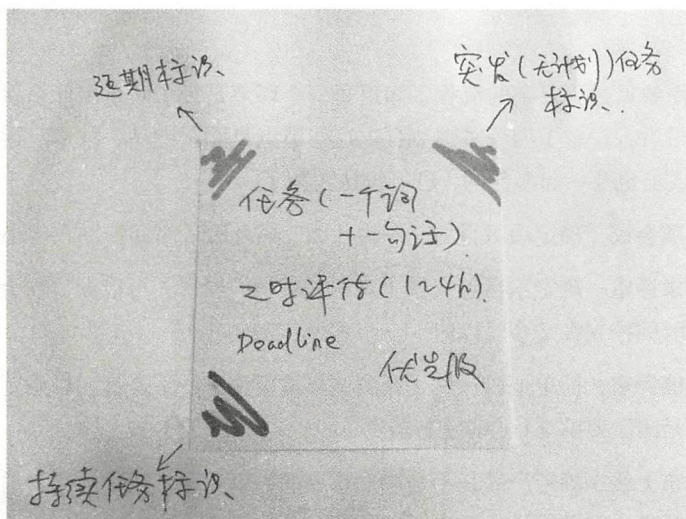 延期标识
突发(无计划)任务
标识
任务(一个词
+一句话)
工时评估(1~4h)
Deadline
优先级
持续任务标识